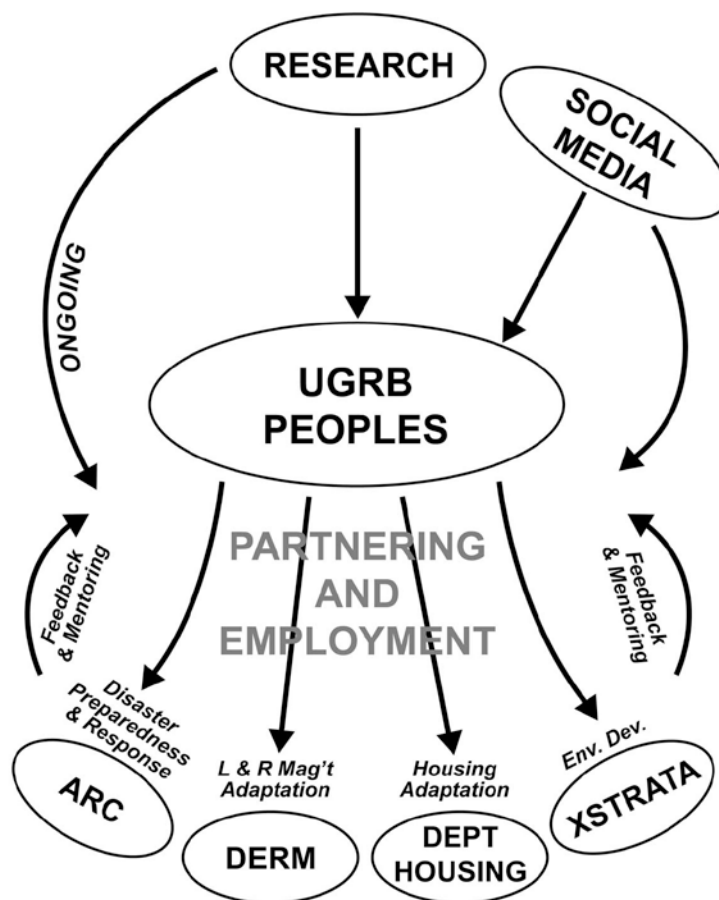 RESEARCH
SOCIAL
MEDIA
ONGOING
UGRB
PEOPLES
PARTNERING
AND
EMPLOYMENT
Feedback
& Mentoring
Feedback
& Mentoring
Disaster
Preparedness
& Response
ARC
L & R Mag't
Adaptation
DERM
Housing
Adaptation
DEPT
HOUSING
Env. Dev.
XSTRATA